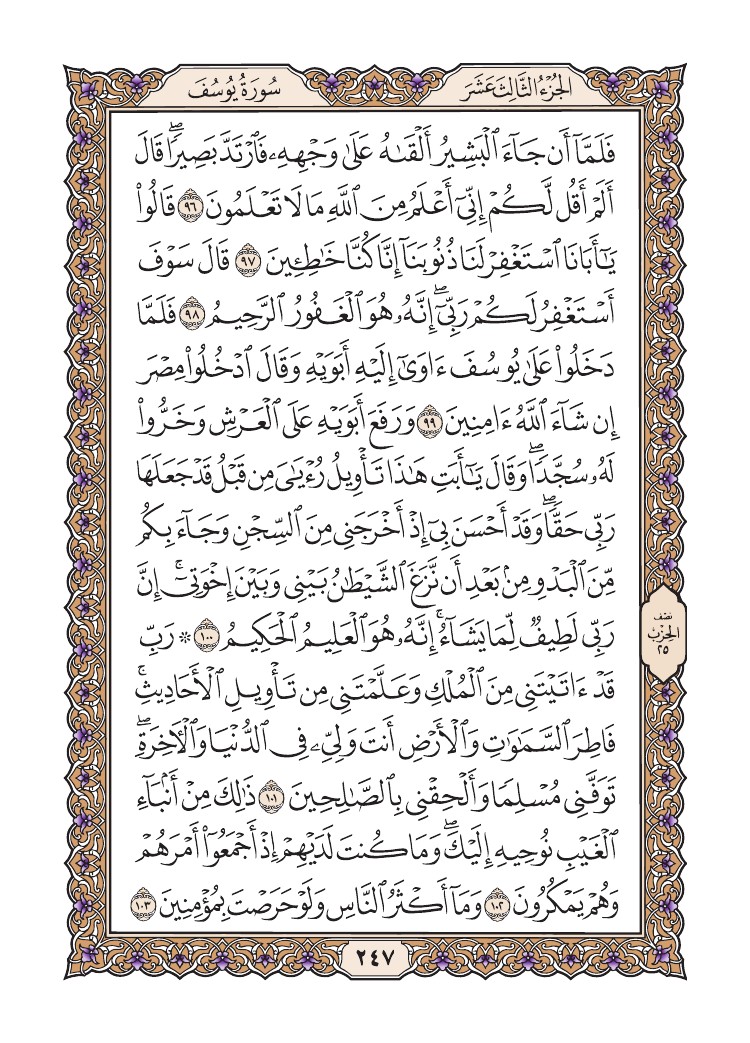 الجُزْءُ الثَّالِثَ عَشَرَ
سُورَةُ يُوسُفَ
فَلَمَّآ أَن جَآءَ ٱلۡبَشِيرُ أَلۡقَىٰهُ عَلَىٰ وَجۡهِهِۦ فَٱرۡتَدَّ بَصِيرٗاۖ قَالَ
أَلَمۡ أَقُل لَّكُمۡ إِنِّيٓ أَعۡلَمُ مِنَ ٱللَّهِ مَا لَا تَعۡلَمُونَ ٩٦ قَالُواْ
يَٰٓأَبَانَا ٱسۡتَغۡفِرۡ لَنَا ذُنُوبَنَآ إِنَّا كُنَّا خَٰطِـِٔينَ ٩٧ قَالَ سَوۡفَ
أَسۡتَغۡفِرُ لَكُمۡ رَبِّيٓۖ إِنَّهُۥ هُوَ ٱلۡغَفُورُ ٱلرَّحِيمُ ٩٨ فَلَمَّا
دَخَلُواْ عَلَىٰ يُوسُفَ ءَاوَىٰٓ إِلَيۡهِ أَبَوَيۡهِ وَقَالَ ٱدۡخُلُواْ مِصۡرَ
إِن شَآءَ ٱللَّهُ ءَامِنِينَ ٩٩ وَرَفَعَ أَبَوَيۡهِ عَلَى ٱلۡعَرۡشِ وَخَرُّواْ
لَهُۥ سُجَّدٗاۖ وَقَالَ يَٰٓأَبَتِ هَٰذَا تَأۡوِيلُ رُءۡيَٰيَ مِن قَبۡلُ قَدۡ جَعَلَهَا
رَبِّي حَقّٗاۖ وَقَدۡ أَحۡسَنَ بِيٓ إِذۡ أَخۡرَجَنِي مِنَ ٱلسِّجۡنِ وَجَآءَ بِكُم
مِّنَ ٱلۡبَدۡوِ مِنۢ بَعۡدِ أَن نَّزَغَ ٱلشَّيۡطَٰنُ بَيۡنِي وَبَيۡنَ إِخۡوَتِيٓۚ إِنَّ
رَبِّي لَطِيفٞ لِّمَا يَشَآءُۚ إِنَّهُۥ هُوَ ٱلۡعَلِيمُ ٱلۡحَكِيمُ ١٠٠ ۞ رَبِّ
قَدۡ ءَاتَيۡتَنِي مِنَ ٱلۡمُلۡكِ وَعَلَّمۡتَنِي مِن تَأۡوِيلِ ٱلۡأَحَادِيثِۚ
فَاطِرَ ٱلسَّمَٰوَٰتِ وَٱلۡأَرۡضِ أَنتَ وَلِيِّۦ فِي ٱلدُّنۡيَا وَٱلۡأٓخِرَةِۖ
تَوَفَّنِي مُسۡلِمٗا وَأَلۡحِقۡنِي بِٱلصَّٰلِحِينَ ١٠١ ذَٰلِكَ مِنۡ أَنۢبَآءِ
ٱلۡغَيۡبِ نُوحِيهِ إِلَيۡكَۖ وَمَا كُنتَ لَدَيۡهِمۡ إِذۡ أَجۡمَعُوٓاْ أَمۡرَهُمۡ
وَهُمۡ يَمۡكُرُونَ ١٠٢ وَمَآ أَكۡثَرُ ٱلنَّاسِ وَلَوۡ حَرَصۡتَ بِمُؤۡمِنِينَ ١٠٣
نصف
الحِزْب
٢٥
٢٤٧